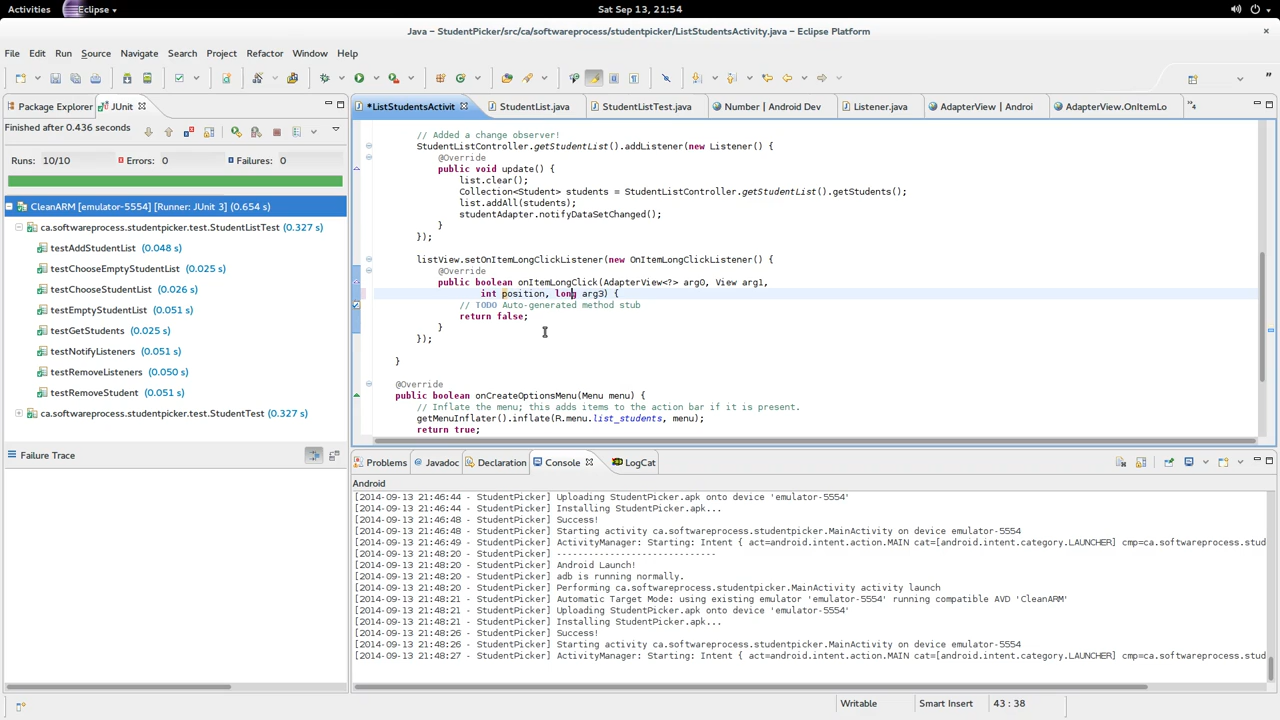 Activities Eclipse Sat Sep 13, 21:54
Java – StudentPicker/src/ca/softwareprocess/studentpicker/ListStudentsActivity.java – Eclipse Platform
File Edit Run Source Navigate Search Project Refactor Window Help
Package Explorer JUnit
*ListStudentsActivit StudentList.java StudentListTest.java Number | Android Dev Listener.java AdapterView | Androi AdapterView.OnItemLo »4
Finished after 0.436 seconds
Runs: 10/10 Errors: 0 Failures: 0
CleanARM [emulator-5554] [Runner: JUnit 3] (0.654 s)
ca.softwareprocess.studentpicker.test.StudentListTest (0.327 s)
testAddStudentList (0.048 s)
testChooseEmptyStudentList (0.025 s)
testChooseStudentList (0.026 s)
testEmptyStudentList (0.051 s)
testGetStudents (0.025 s)
testNotifyListeners (0.051 s)
testRemoveListeners (0.050 s)
testRemoveStudent (0.051 s)
ca.softwareprocess.studentpicker.test.StudentTest (0.327 s)
Failure Trace
// Added a change observer!
StudentListController.getStudentList().addListener(new Listener() {
@Override
public void update() {
list.clear();
Collection<Student> students = StudentListController.getStudentList().getStudents();
list.addAll(students);
studentAdapter.notifyDataSetChanged();
}
});
listView.setOnItemLongClickListener(new OnItemLongClickListener() {
@Override
public boolean onItemLongClick(AdapterView<?> arg0, View arg1,
int position, long arg3) {
// TODO Auto-generated method stub
return false;
}
});
}
@Override
public boolean onCreateOptionsMenu(Menu menu) {
// Inflate the menu; this adds items to the action bar if it is present.
getMenuInflater().inflate(R.menu.list_students, menu);
return true;
Problems Javadoc Declaration Console LogCat
Android
[2014-09-13 21:46:44 - StudentPicker] Uploading StudentPicker.apk onto device 'emulator-5554'
[2014-09-13 21:46:44 - StudentPicker] Installing StudentPicker.apk...
[2014-09-13 21:46:48 - StudentPicker] Success!
[2014-09-13 21:46:48 - StudentPicker] Starting activity ca.softwareprocess.studentpicker.MainActivity on device emulator-5554
[2014-09-13 21:46:49 - StudentPicker] ActivityManager: Starting: Intent { act=android.intent.action.MAIN cat=[android.intent.category.LAUNCHER] cmp=ca.softwareprocess.stud
[2014-09-13 21:48:20 - StudentPicker] ------------------------------
[2014-09-13 21:48:20 - StudentPicker] Android Launch!
[2014-09-13 21:48:20 - StudentPicker] adb is running normally.
[2014-09-13 21:48:20 - StudentPicker] Performing ca.softwareprocess.studentpicker.MainActivity activity launch
[2014-09-13 21:48:21 - StudentPicker] Automatic Target Mode: using existing emulator 'emulator-5554' running compatible AVD 'CleanARM'
[2014-09-13 21:48:21 - StudentPicker] Uploading StudentPicker.apk onto device 'emulator-5554'
[2014-09-13 21:48:21 - StudentPicker] Installing StudentPicker.apk...
[2014-09-13 21:48:26 - StudentPicker] Success!
[2014-09-13 21:48:26 - StudentPicker] Starting activity ca.softwareprocess.studentpicker.MainActivity on device emulator-5554
[2014-09-13 21:48:27 - StudentPicker] ActivityManager: Starting: Intent { act=android.intent.action.MAIN cat=[android.intent.category.LAUNCHER] cmp=ca.softwareprocess.stud
Writable Smart Insert 43 : 38